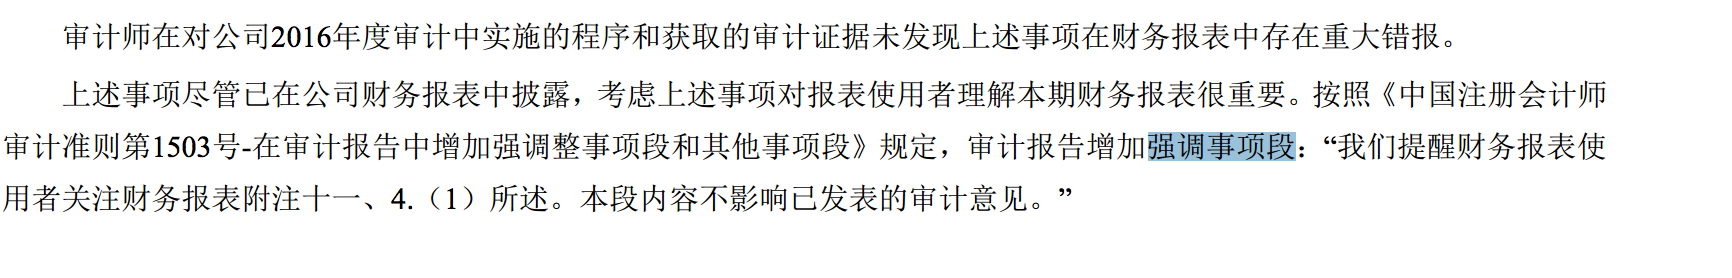 审计师在对公司2016年度审计中实施的程序和获取的审计证据未发现上述事项在财务报表中存在重大错报。
上述事项尽管已在公司财务报表中披露，考虑上述事项对报表使用者理解本期财务报表很重要。按照《中国注册会计师
审计准则第1503号-在审计报告中增加强调整事项段和其他事项段》规定，审计报告增加强调事项段：“我们提醒财务报表使
用者关注财务报表附注十一、4.（1）所述。本段内容不影响已发表的审计意见。”